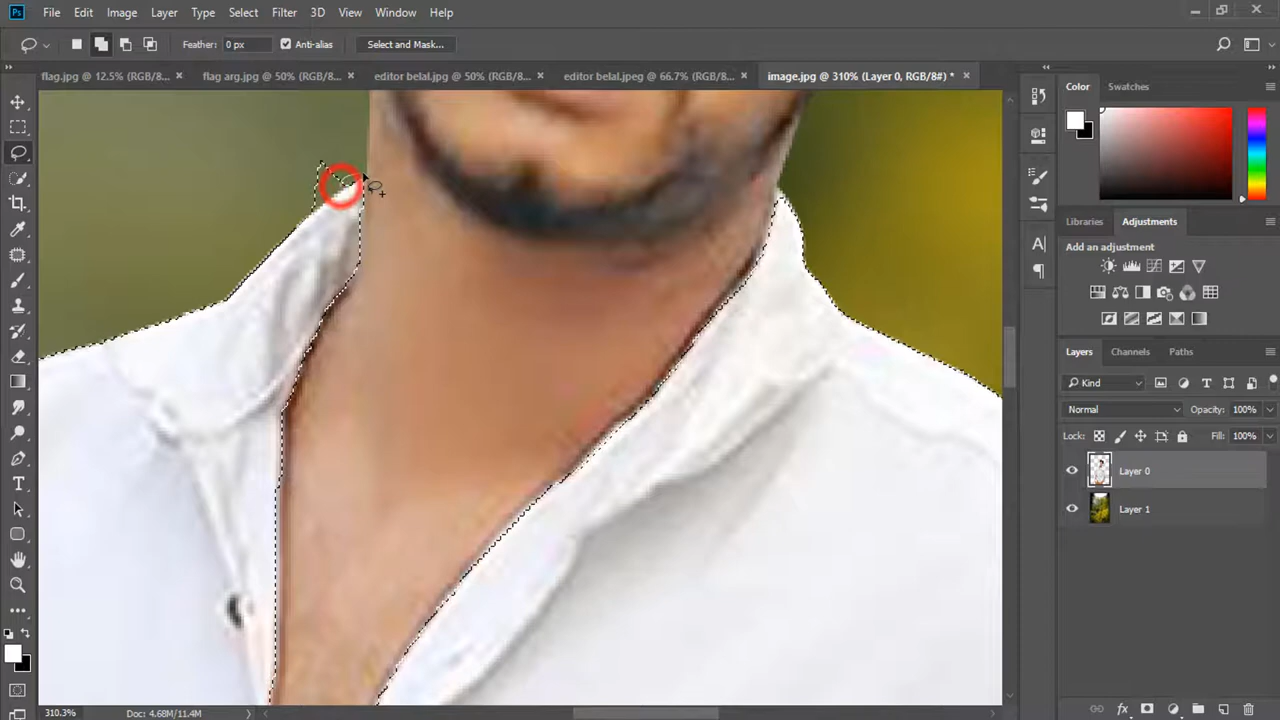 Ps File Edit Image Layer Type Select Filter 3D View Window Help
Feather: 0 px Anti-alias Select and Mask...
flag.jpg @ 12.5% (RGB/8... × flag arg.jpg @ 50% (RGB/8... × editor belal.jpg @ 50% (RGB/8... × editor belal.jpeg @ 66.7% (RGB/8... × image.jpg @ 310% (Layer 0, RGB/8#) * ×
Color Swatches
Libraries Adjustments
Add an adjustment
Layers Channels Paths
Kind
Normal Opacity: 100%
Lock: Fill: 100%
Layer 0
Layer 1
310.3% Doc: 4.68M/11.4M